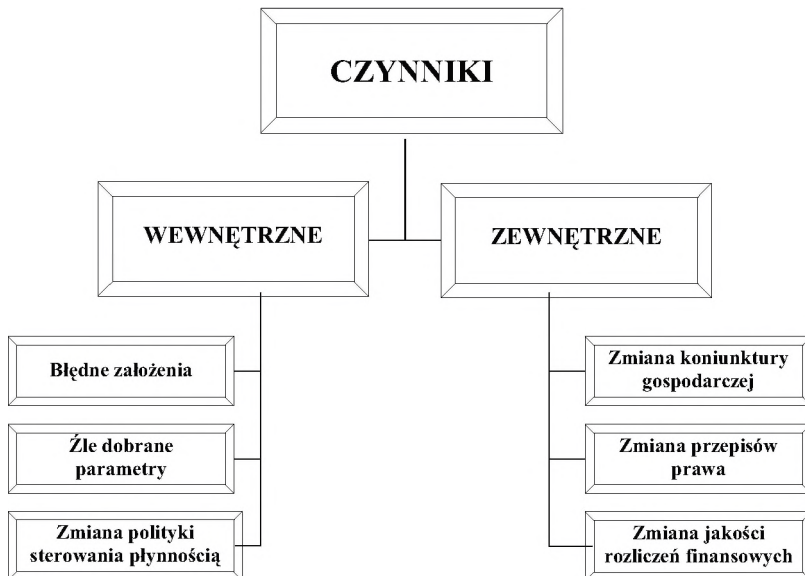 CZYNNIKI
WEWNĘTRZNE
ZEWNĘTRZNE
Błędne założenia
Źle dobrane
parametry
Zmiana polityki
sterowania płynnością
Zmiana koniunktury
gospodarczej
Zmiana przepisów
prawa
Zmiana jakości
rozliczeń finansowych